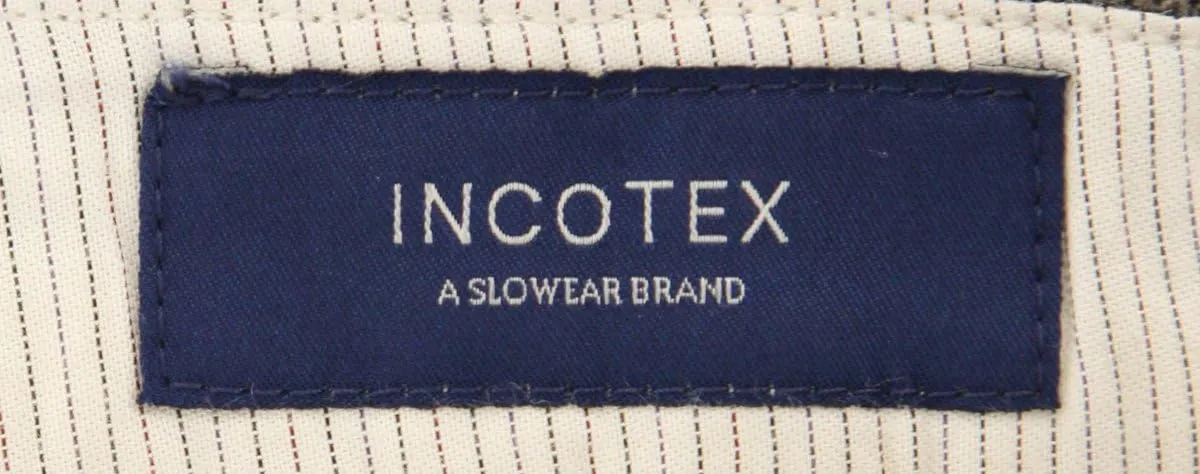 INCOTEX
A SLOWEAR BRAND